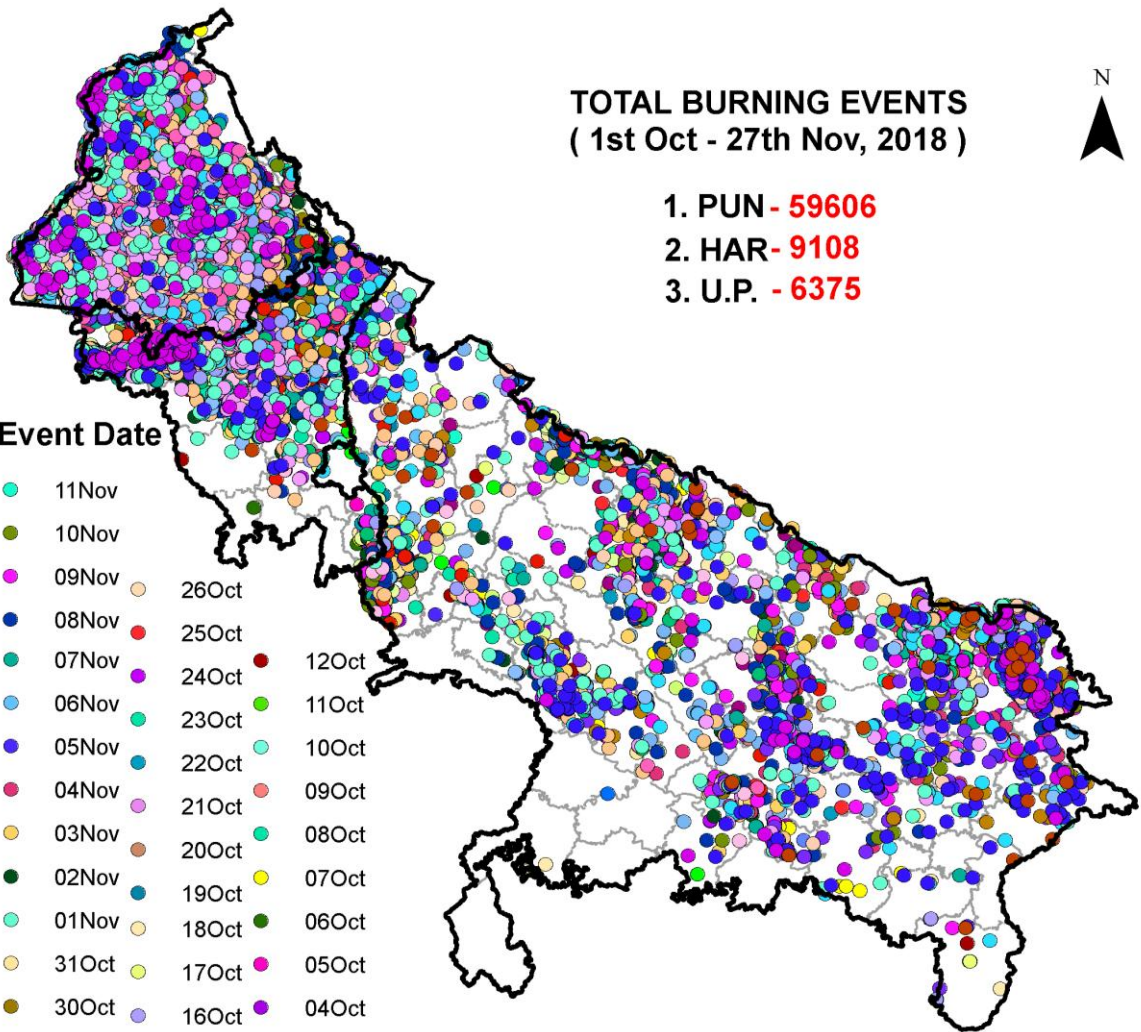 N
TOTAL BURNING EVENTS
( 1st Oct - 27th Nov, 2018 )
1. PUN - 59606
2. HAR - 9108
3. U.P. - 6375
Event Date
11Nov
10Nov
09Nov
08Nov
07Nov
06Nov
05Nov
04Nov
03Nov
02Nov
01Nov
31Oct
30Oct
26Oct
25Oct
24Oct
23Oct
22Oct
21Oct
20Oct
19Oct
18Oct
17Oct
16Oct
12Oct
11Oct
10Oct
09Oct
08Oct
07Oct
06Oct
05Oct
04Oct